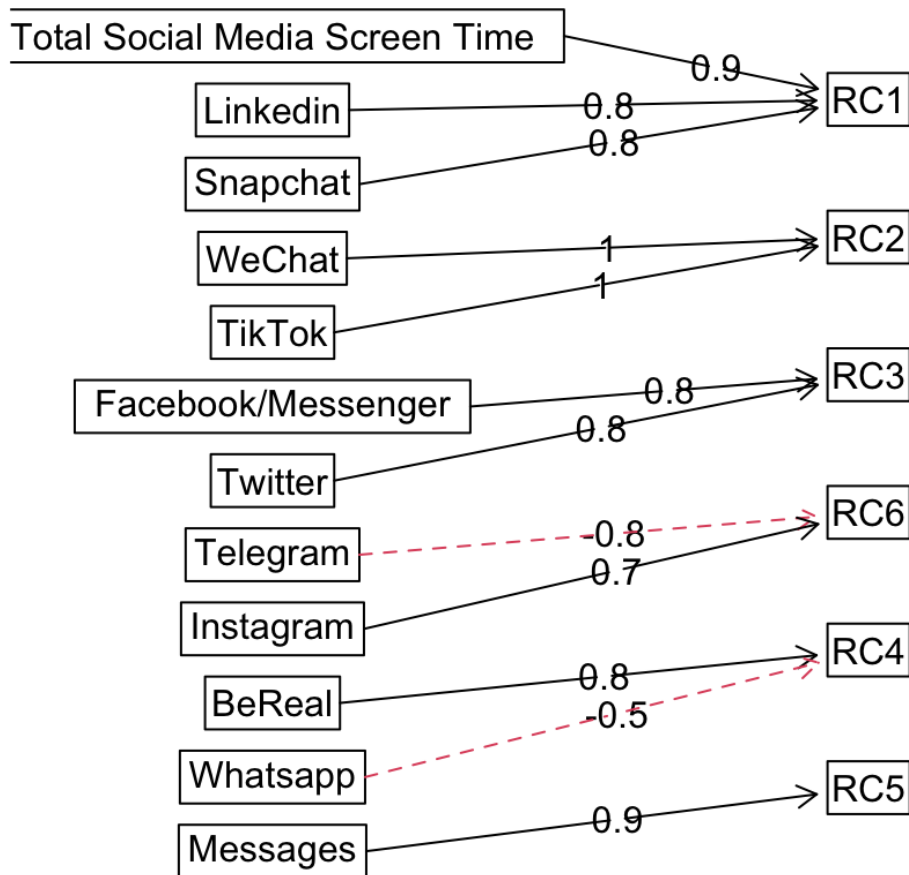 Total Social Media Screen Time
0.9
RC1
Linkedin
0.8
Snapchat
0.8
WeChat
1
RC2
TikTok
1
Facebook/Messenger
0.8
RC3
Twitter
0.8
Telegram
-0.8
RC6
Instagram
0.7
BeReal
0.8
RC4
Whatsapp
-0.5
Messages
0.9
RC5